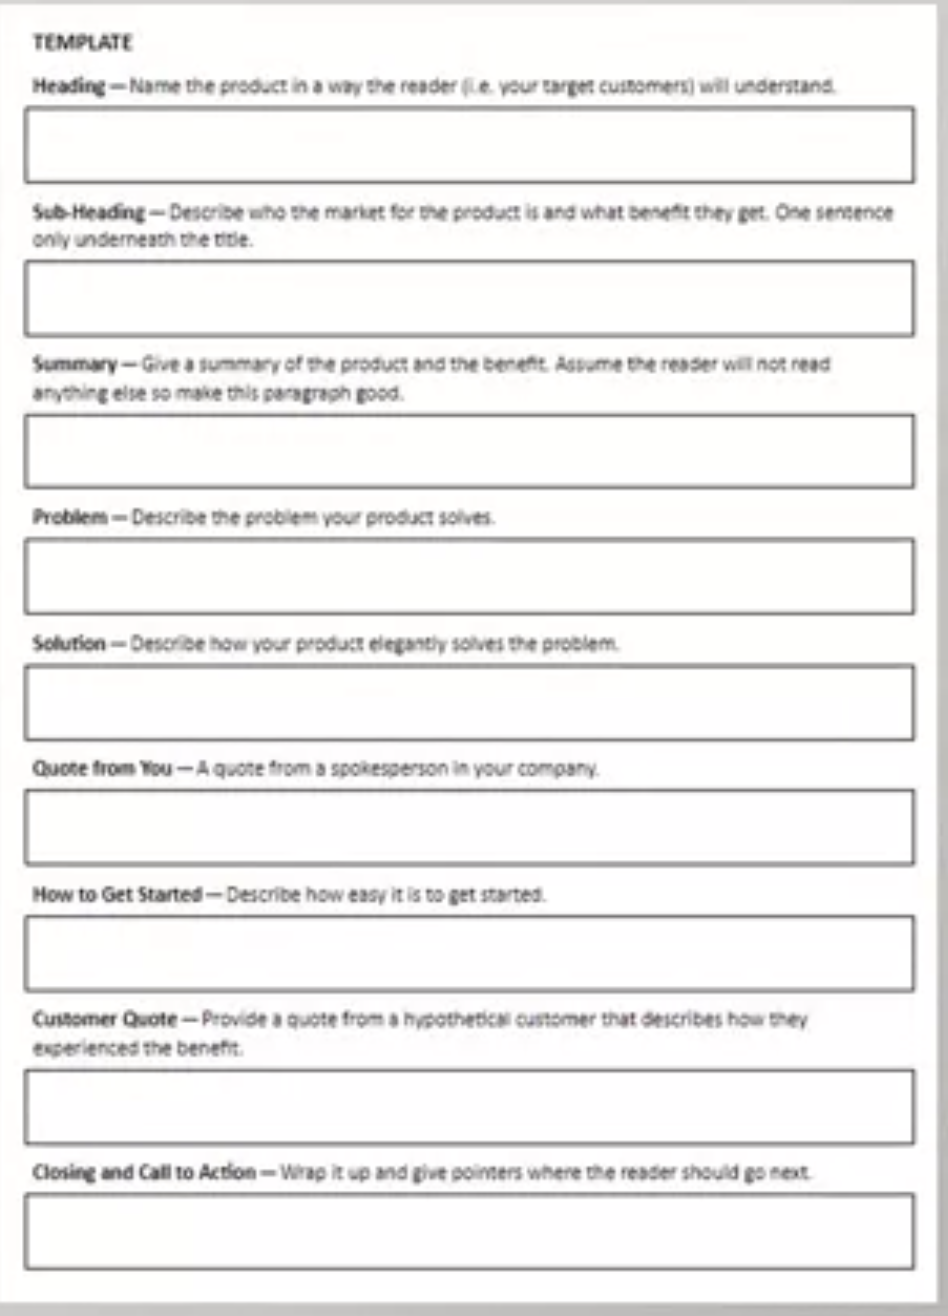 TEMPLATE
Heading — Name the product in a way the reader (i.e. your target customers) will understand.
Sub-Heading — Describe who the market for the product is and what benefit they get. One sentence
only underneath the title.
Summary — Give a summary of the product and the benefit. Assume the reader will not read
anything else so make this paragraph good.
Problem — Describe the problem your product solves.
Solution — Describe how your product elegantly solves the problem.
Quote from You — A quote from a spokesperson in your company.
How to Get Started — Describe how easy it is to get started.
Customer Quote — Provide a quote from a hypothetical customer that describes how they
experienced the benefit.
Closing and Call to Action — Wrap it up and give pointers where the reader should go next.